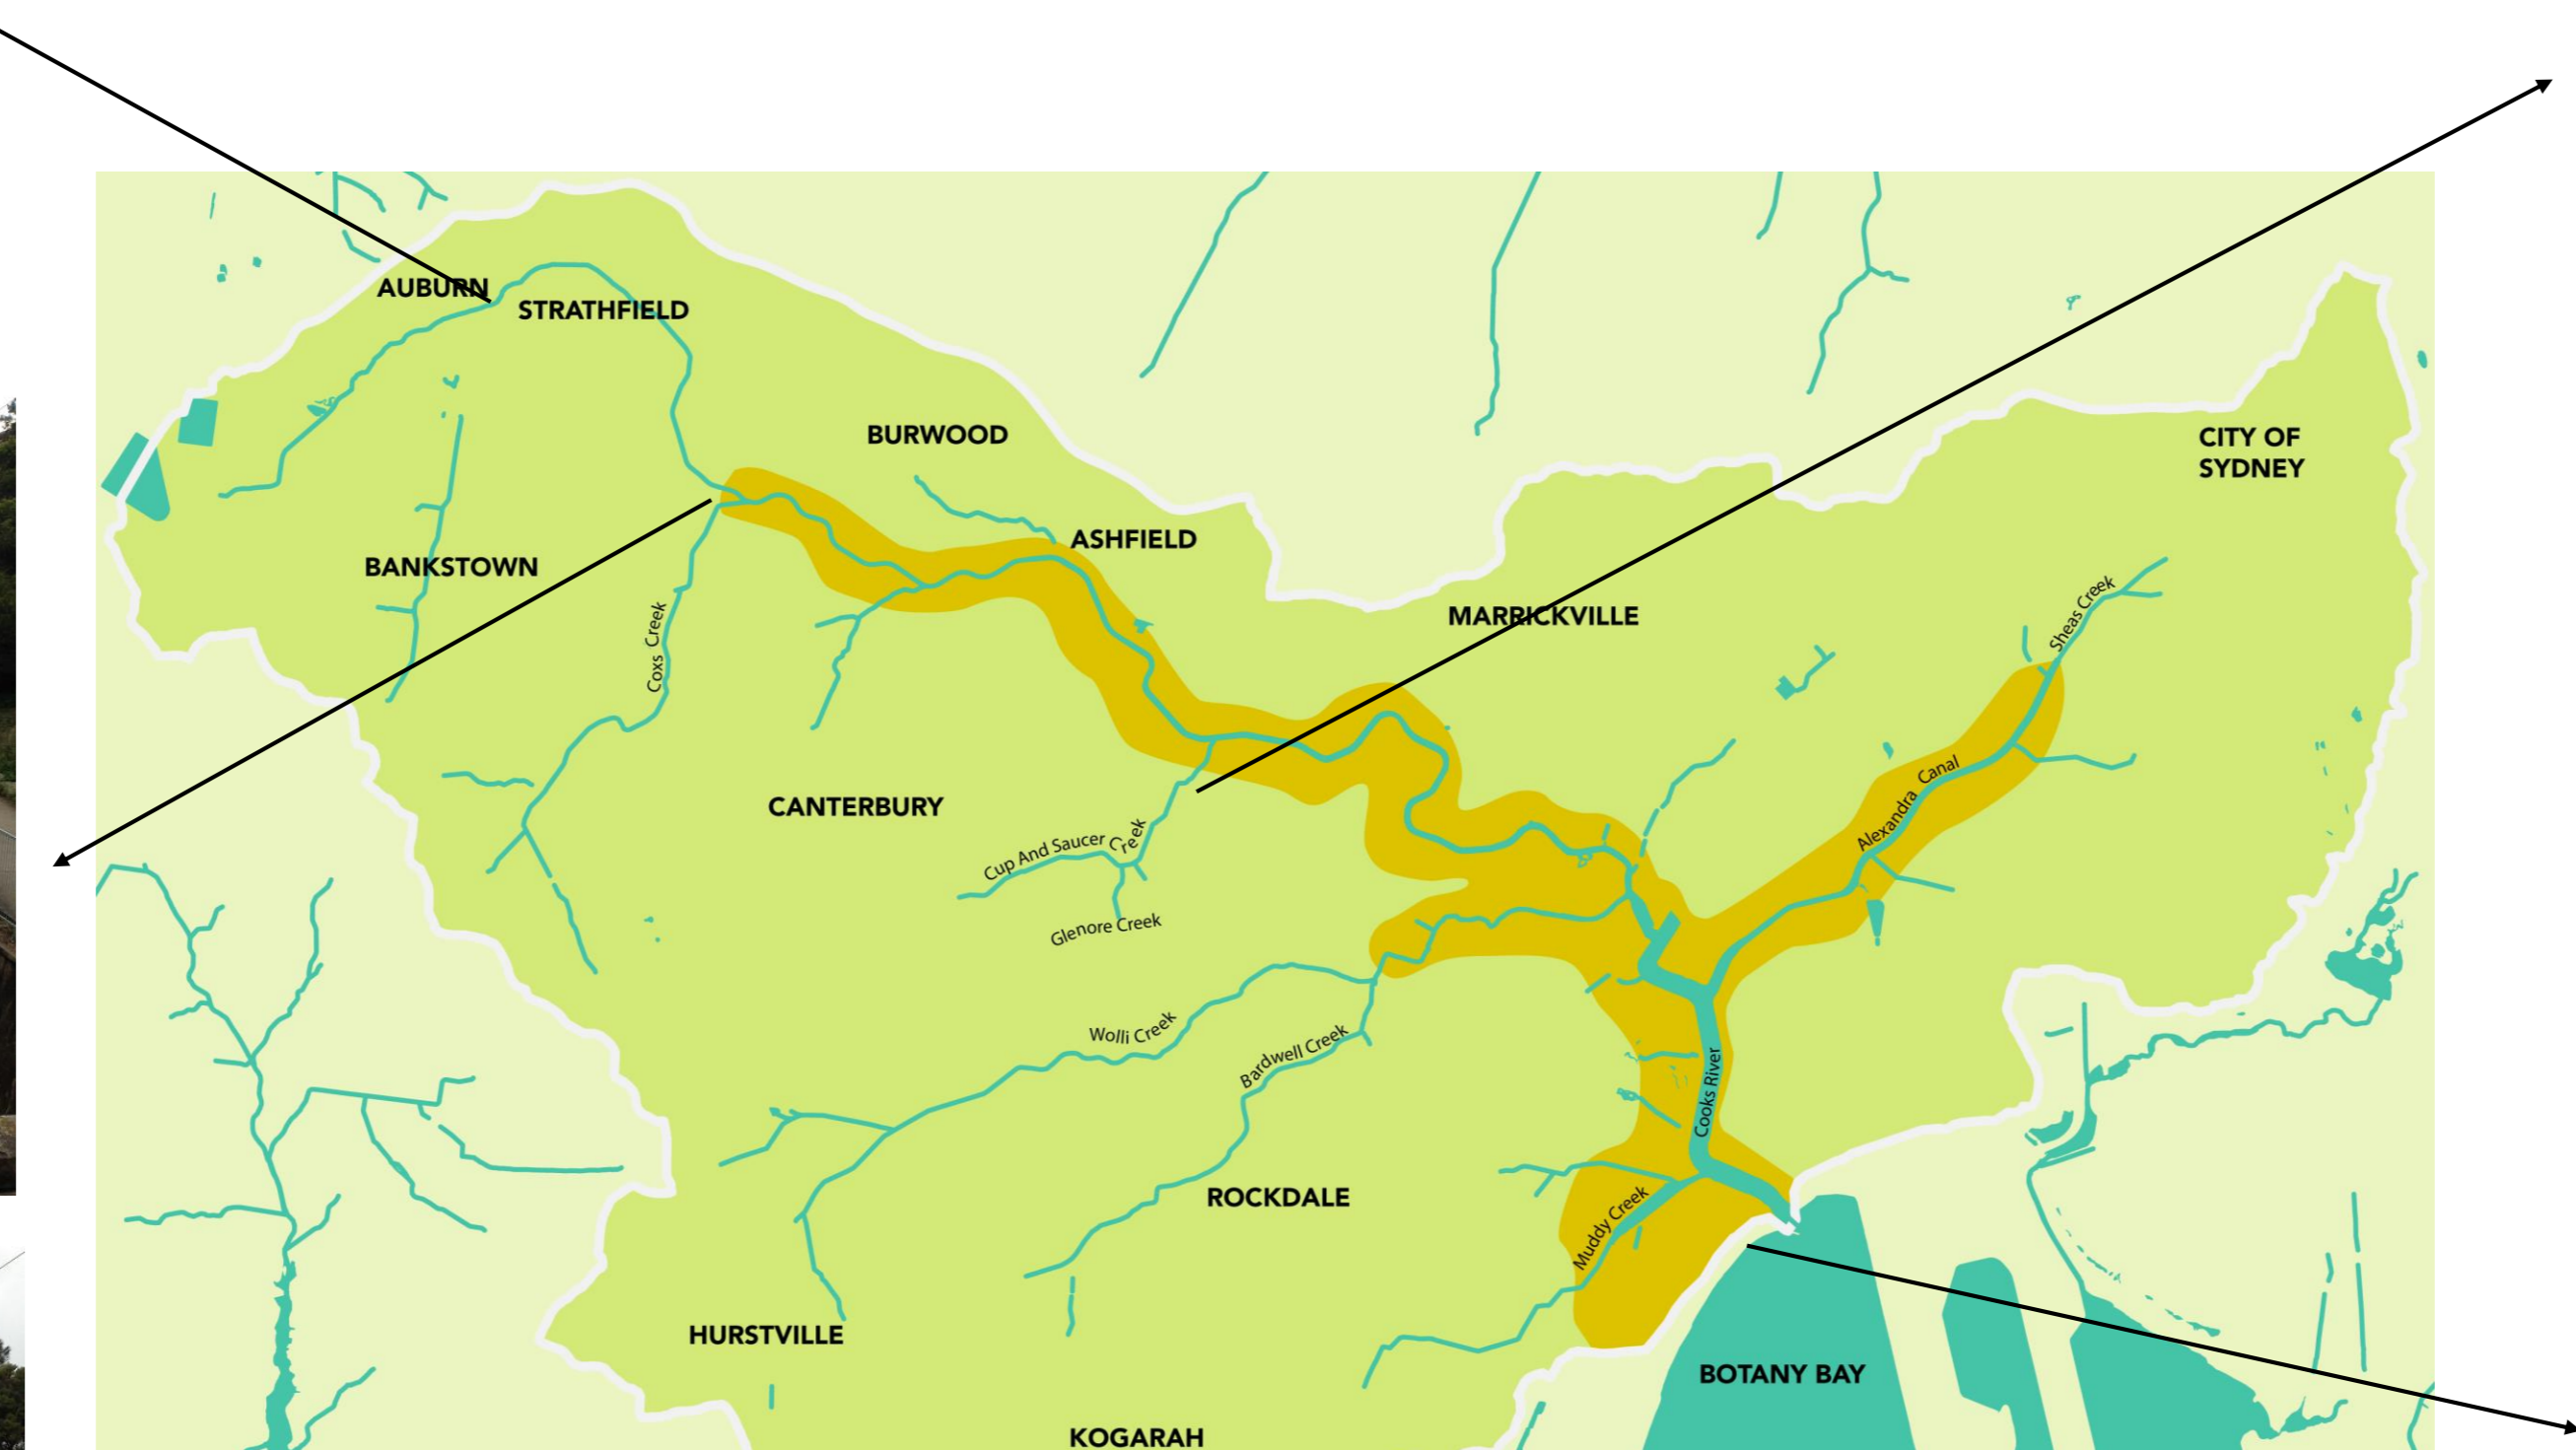 AUBURN
STRATHFIELD
BURWOOD
CITY OF
SYDNEY
ASHFIELD
BANKSTOWN
MARRICKVILLE
Sheas Creek
Coxs Creek
Alexandra Canal
CANTERBURY
Cup And Saucer Creek
Glenore Creek
Wolli Creek
Bardwell Creek
Cooks River
ROCKDALE
Muddy Creek
HURSTVILLE
BOTANY BAY
KOGARAH